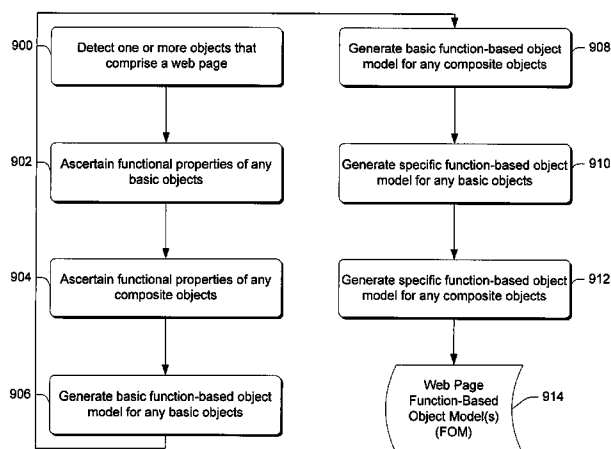 900
Detect one or more objects that
comprise a web page
902
Ascertain functional properties of any
basic objects
904
Ascertain functional properties of any
composite objects
906
Generate basic function-based object
model for any basic objects
Generate basic function-based object
model for any composite objects
908
Generate specific function-based object
model for any basic objects
910
Generate specific function-based object
model for any composite objects
912
Web Page
Function-Based
Object Model(s)
(FOM)
914